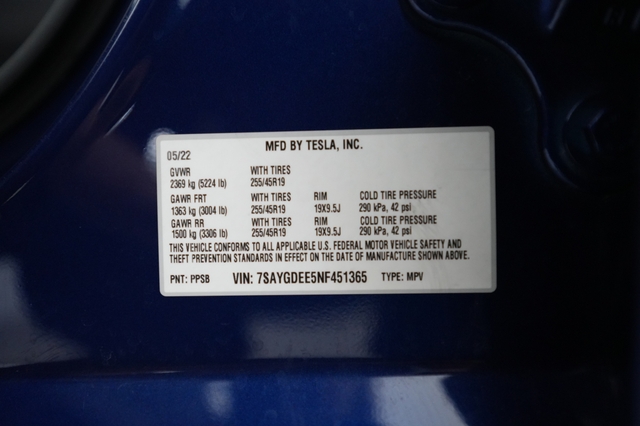 MFD BY TESLA, INC.
05/22
GVWR WITH TIRES
2369 kg (5224 lb) 255/45R19
GAWR FRT WITH TIRES RIM COLD TIRE PRESSURE
1363 kg (3004 lb) 255/45R19 19X9.5J 290 kPa, 42 psi
GAWR RR WITH TIRES RIM COLD TIRE PRESSURE
1500 kg (3306 lb) 255/45R19 19X9.5J 290 kPa, 42 psi
THIS VEHICLE CONFORMS TO ALL APPLICABLE U.S. FEDERAL MOTOR VEHICLE SAFETY AND
THEFT PREVENTION STANDARDS IN EFFECT ON THE DATE OF MANUFACTURE SHOWN ABOVE.
PNT: PPSB VIN: 7SAYGDEE5NF451365 TYPE: MPV